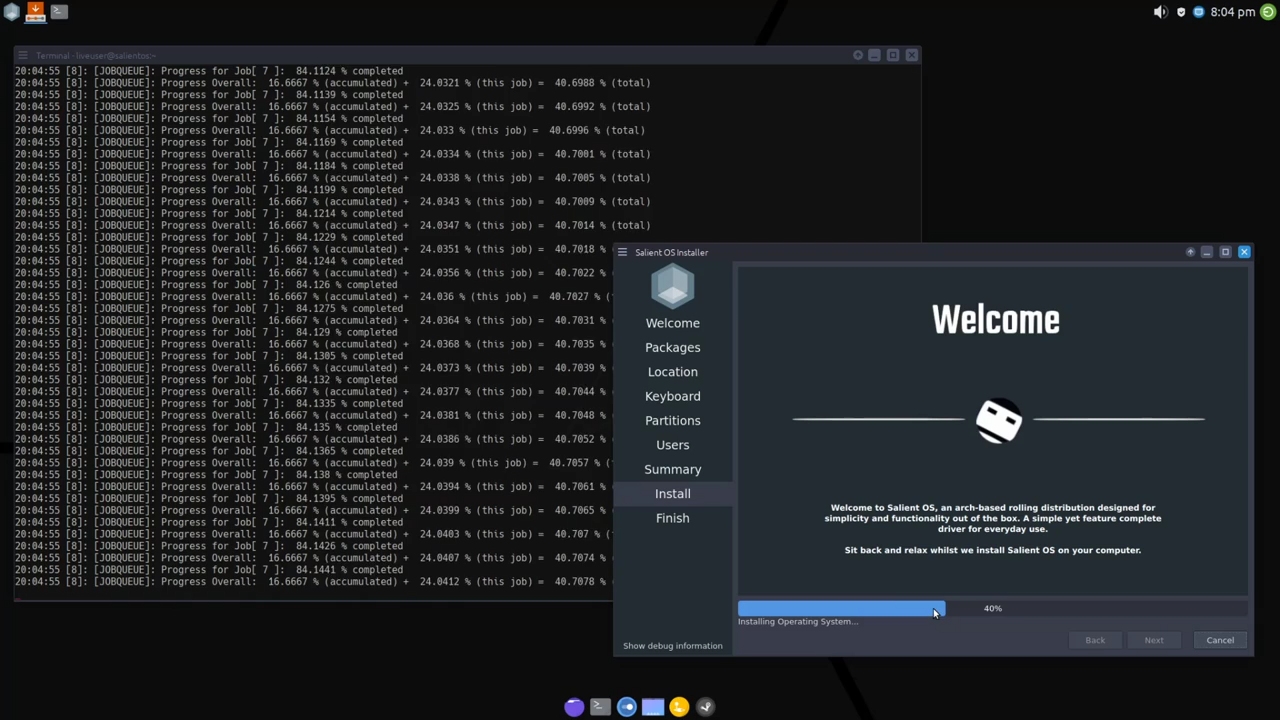 8:04 pm
Terminal - liveuser@salientos:~
20:04:55 [8]: [JOBQUEUE]: Progress for Job[ 7 ]:  84.1124 % completed
20:04:55 [8]: [JOBQUEUE]: Progress Overall:  16.6667 % (accumulated) +  24.0321 % (this job) =  40.6988 % (total)
20:04:55 [8]: [JOBQUEUE]: Progress for Job[ 7 ]:  84.1139 % completed
20:04:55 [8]: [JOBQUEUE]: Progress Overall:  16.6667 % (accumulated) +  24.0325 % (this job) =  40.6992 % (total)
20:04:55 [8]: [JOBQUEUE]: Progress for Job[ 7 ]:  84.1154 % completed
20:04:55 [8]: [JOBQUEUE]: Progress Overall:  16.6667 % (accumulated) +  24.033 % (this job) =  40.6996 % (total)
20:04:55 [8]: [JOBQUEUE]: Progress for Job[ 7 ]:  84.1169 % completed
20:04:55 [8]: [JOBQUEUE]: Progress Overall:  16.6667 % (accumulated) +  24.0334 % (this job) =  40.7001 % (total)
20:04:55 [8]: [JOBQUEUE]: Progress for Job[ 7 ]:  84.1184 % completed
20:04:55 [8]: [JOBQUEUE]: Progress Overall:  16.6667 % (accumulated) +  24.0338 % (this job) =  40.7005 % (total)
20:04:55 [8]: [JOBQUEUE]: Progress for Job[ 7 ]:  84.1199 % completed
20:04:55 [8]: [JOBQUEUE]: Progress Overall:  16.6667 % (accumulated) +  24.0343 % (this job) =  40.7009 % (total)
20:04:55 [8]: [JOBQUEUE]: Progress for Job[ 7 ]:  84.1214 % completed
20:04:55 [8]: [JOBQUEUE]: Progress Overall:  16.6667 % (accumulated) +  24.0347 % (this job) =  40.7014 % (total)
20:04:55 [8]: [JOBQUEUE]: Progress for Job[ 7 ]:  84.1229 % completed
20:04:55 [8]: [JOBQUEUE]: Progress Overall:  16.6667 % (accumulated) +  24.0351 % (this job) =  40.7018 %
20:04:55 [8]: [JOBQUEUE]: Progress for Job[ 7 ]:  84.1244 % completed
20:04:55 [8]: [JOBQUEUE]: Progress Overall:  16.6667 % (accumulated) +  24.0356 % (this job) =  40.7022 %
20:04:55 [8]: [JOBQUEUE]: Progress for Job[ 7 ]:  84.126 % completed
20:04:55 [8]: [JOBQUEUE]: Progress Overall:  16.6667 % (accumulated) +  24.036 % (this job) =  40.7027 % (
20:04:55 [8]: [JOBQUEUE]: Progress for Job[ 7 ]:  84.1275 % completed
20:04:55 [8]: [JOBQUEUE]: Progress Overall:  16.6667 % (accumulated) +  24.0364 % (this job) =  40.7031 %
20:04:55 [8]: [JOBQUEUE]: Progress for Job[ 7 ]:  84.129 % completed
20:04:55 [8]: [JOBQUEUE]: Progress Overall:  16.6667 % (accumulated) +  24.0368 % (this job) =  40.7035 %
20:04:55 [8]: [JOBQUEUE]: Progress for Job[ 7 ]:  84.1305 % completed
20:04:55 [8]: [JOBQUEUE]: Progress Overall:  16.6667 % (accumulated) +  24.0373 % (this job) =  40.7039 %
20:04:55 [8]: [JOBQUEUE]: Progress for Job[ 7 ]:  84.132 % completed
20:04:55 [8]: [JOBQUEUE]: Progress Overall:  16.6667 % (accumulated) +  24.0377 % (this job) =  40.7044 %
20:04:55 [8]: [JOBQUEUE]: Progress for Job[ 7 ]:  84.1335 % completed
20:04:55 [8]: [JOBQUEUE]: Progress Overall:  16.6667 % (accumulated) +  24.0381 % (this job) =  40.7048 %
20:04:55 [8]: [JOBQUEUE]: Progress for Job[ 7 ]:  84.135 % completed
20:04:55 [8]: [JOBQUEUE]: Progress Overall:  16.6667 % (accumulated) +  24.0386 % (this job) =  40.7052 %
20:04:55 [8]: [JOBQUEUE]: Progress for Job[ 7 ]:  84.1365 % completed
20:04:55 [8]: [JOBQUEUE]: Progress Overall:  16.6667 % (accumulated) +  24.039 % (this job) =  40.7057 % (
20:04:55 [8]: [JOBQUEUE]: Progress for Job[ 7 ]:  84.138 % completed
20:04:55 [8]: [JOBQUEUE]: Progress Overall:  16.6667 % (accumulated) +  24.0394 % (this job) =  40.7061 %
20:04:55 [8]: [JOBQUEUE]: Progress for Job[ 7 ]:  84.1395 % completed
20:04:55 [8]: [JOBQUEUE]: Progress Overall:  16.6667 % (accumulated) +  24.0399 % (this job) =  40.7065 %
20:04:55 [8]: [JOBQUEUE]: Progress for Job[ 7 ]:  84.1411 % completed
20:04:55 [8]: [JOBQUEUE]: Progress Overall:  16.6667 % (accumulated) +  24.0403 % (this job) =  40.707 % (
20:04:55 [8]: [JOBQUEUE]: Progress for Job[ 7 ]:  84.1426 % completed
20:04:55 [8]: [JOBQUEUE]: Progress Overall:  16.6667 % (accumulated) +  24.0407 % (this job) =  40.7074 %
20:04:55 [8]: [JOBQUEUE]: Progress for Job[ 7 ]:  84.1441 % completed
20:04:55 [8]: [JOBQUEUE]: Progress Overall:  16.6667 % (accumulated) +  24.0412 % (this job) =  40.7078 %
Salient OS Installer
Welcome
Packages
Location
Keyboard
Partitions
Users
Summary
Install
Finish
Show debug information
Welcome
Welcome to Salient OS, an arch-based rolling distribution designed for
simplicity and functionality out of the box. A simple yet feature complete
driver for everyday use.
Sit back and relax whilst we install Salient OS on your computer.
40%
Installing Operating System...
Back
Next
Cancel